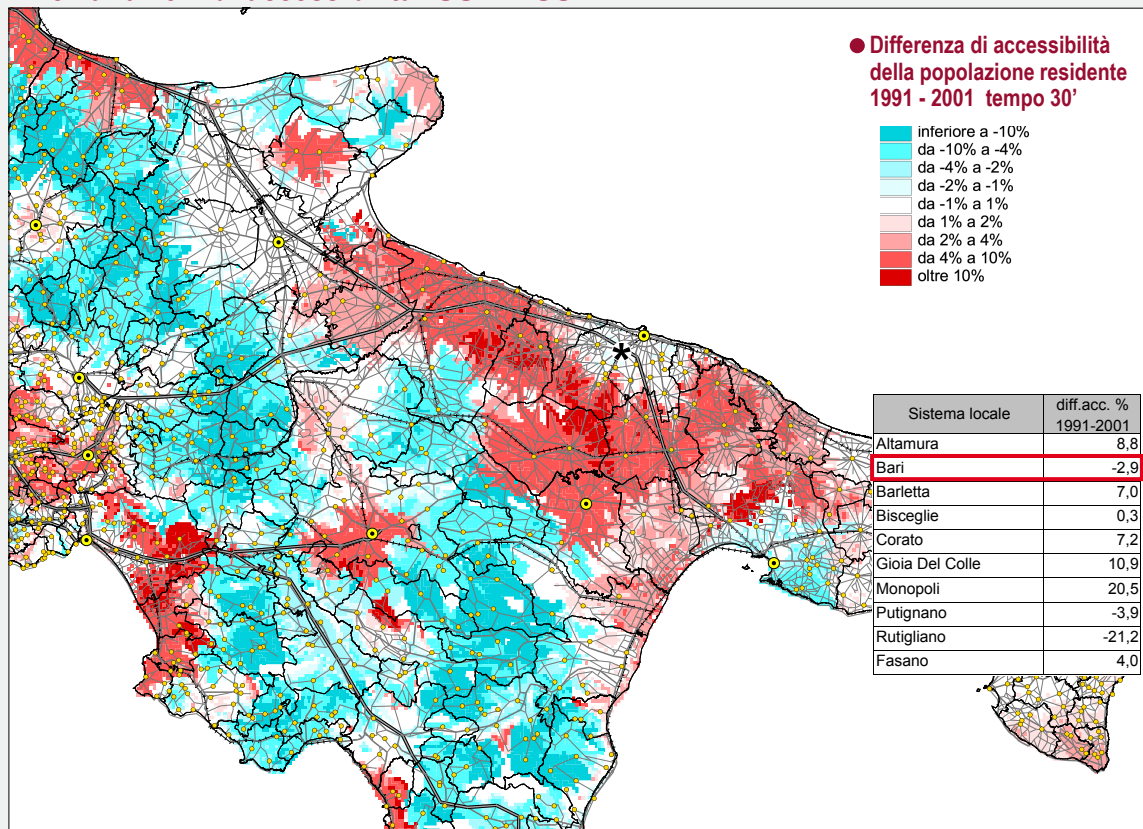 ● Differenza di accessibilità
della popolazione residente
1991 - 2001 tempo 30'
inferiore a -10%
da -10% a -4%
da -4% a -2%
da -2% a -1%
da -1% a 1%
da 1% a 2%
da 2% a 4%
da 4% a 10%
oltre 10%
*
Sistema locale diff.acc. % 1991-2001
Altamura 8,8
Bari -2,9
Barletta 7,0
Bisceglie 0,3
Corato 7,2
Gioia Del Colle 10,9
Monopoli 20,5
Putignano -3,9
Rutigliano -21,2
Fasano 4,0